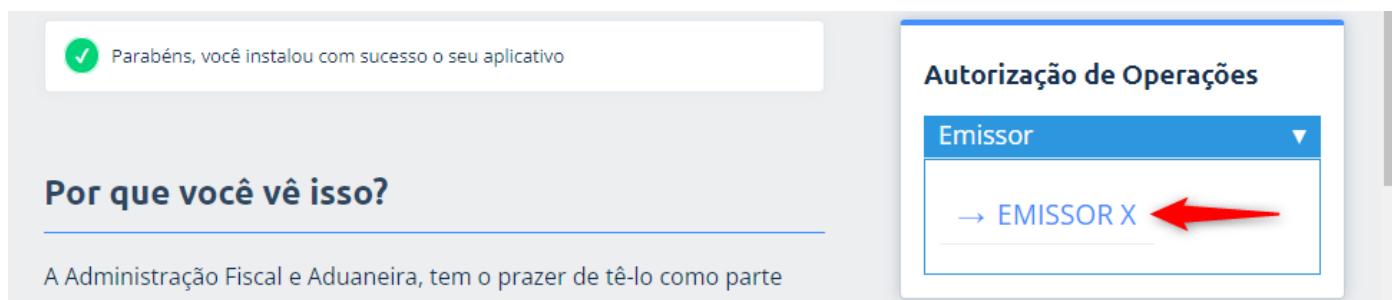 Parabéns, você instalou com sucesso o seu aplicativo
Por que você vê isso?
A Administração Fiscal e Aduaneira, tem o prazer de tê-lo como parte
Autorização de Operações
Emissor ▼
→ EMISSOR X